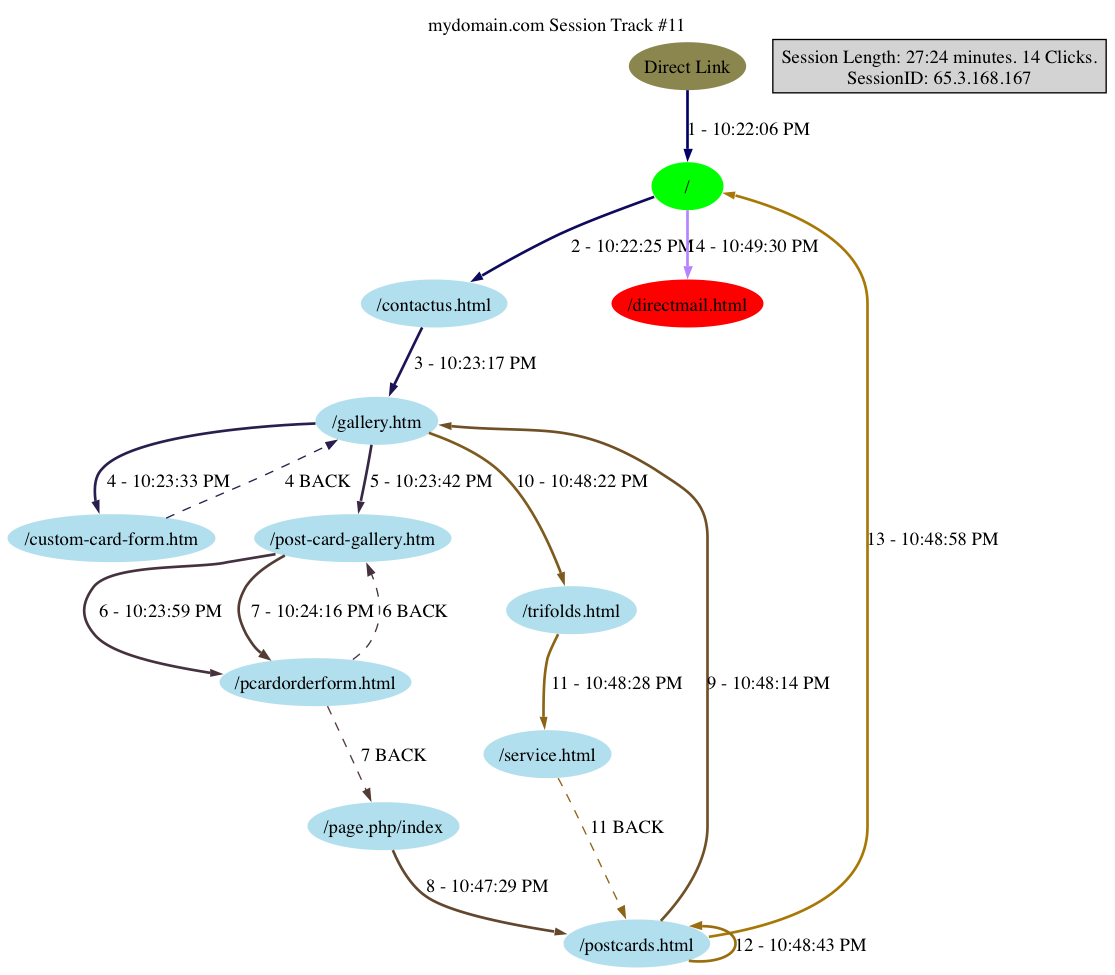 mydomain.com Session Track #11
Direct Link
Session Length: 27:24 minutes. 14 Clicks.
SessionID: 65.3.168.167
1 - 10:22:06 PM
/
2 - 10:22:25 PM
14 - 10:49:30 PM
/contactus.html
/directmail.html
3 - 10:23:17 PM
/gallery.htm
4 - 10:23:33 PM
4 BACK
5 - 10:23:42 PM
10 - 10:48:22 PM
/custom-card-form.htm
/post-card-gallery.htm
13 - 10:48:58 PM
6 - 10:23:59 PM
7 - 10:24:16 PM
6 BACK
/trifolds.html
/pcardorderform.html
11 - 10:48:28 PM
9 - 10:48:14 PM
7 BACK
/service.html
/page.php/index
11 BACK
8 - 10:47:29 PM
/postcards.html
12 - 10:48:43 PM